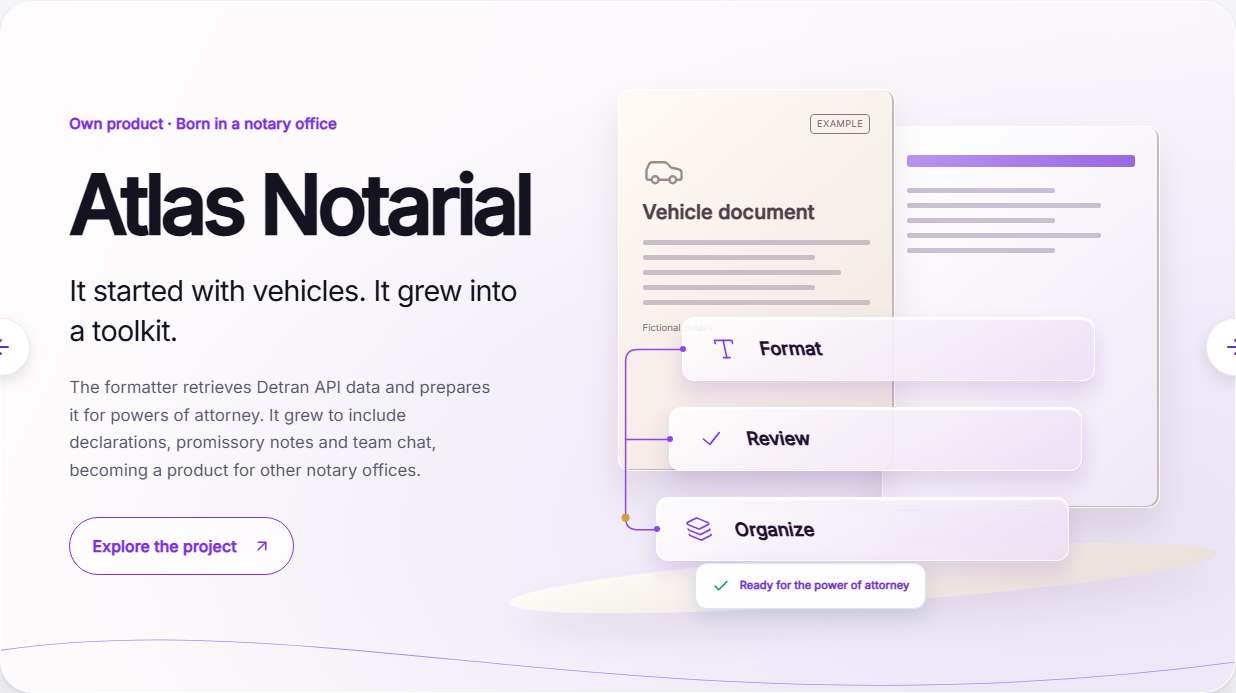 Own product · Born in a notary office
Atlas Notarial
It started with vehicles. It grew into
a toolkit.
The formatter retrieves Detran API data and prepares
it for powers of attorney. It grew to include
declarations, promissory notes and team chat,
becoming a product for other notary offices.
Explore the project
EXAMPLE
Vehicle document
Fictional details
Format
Review
Organize
Ready for the power of attorney